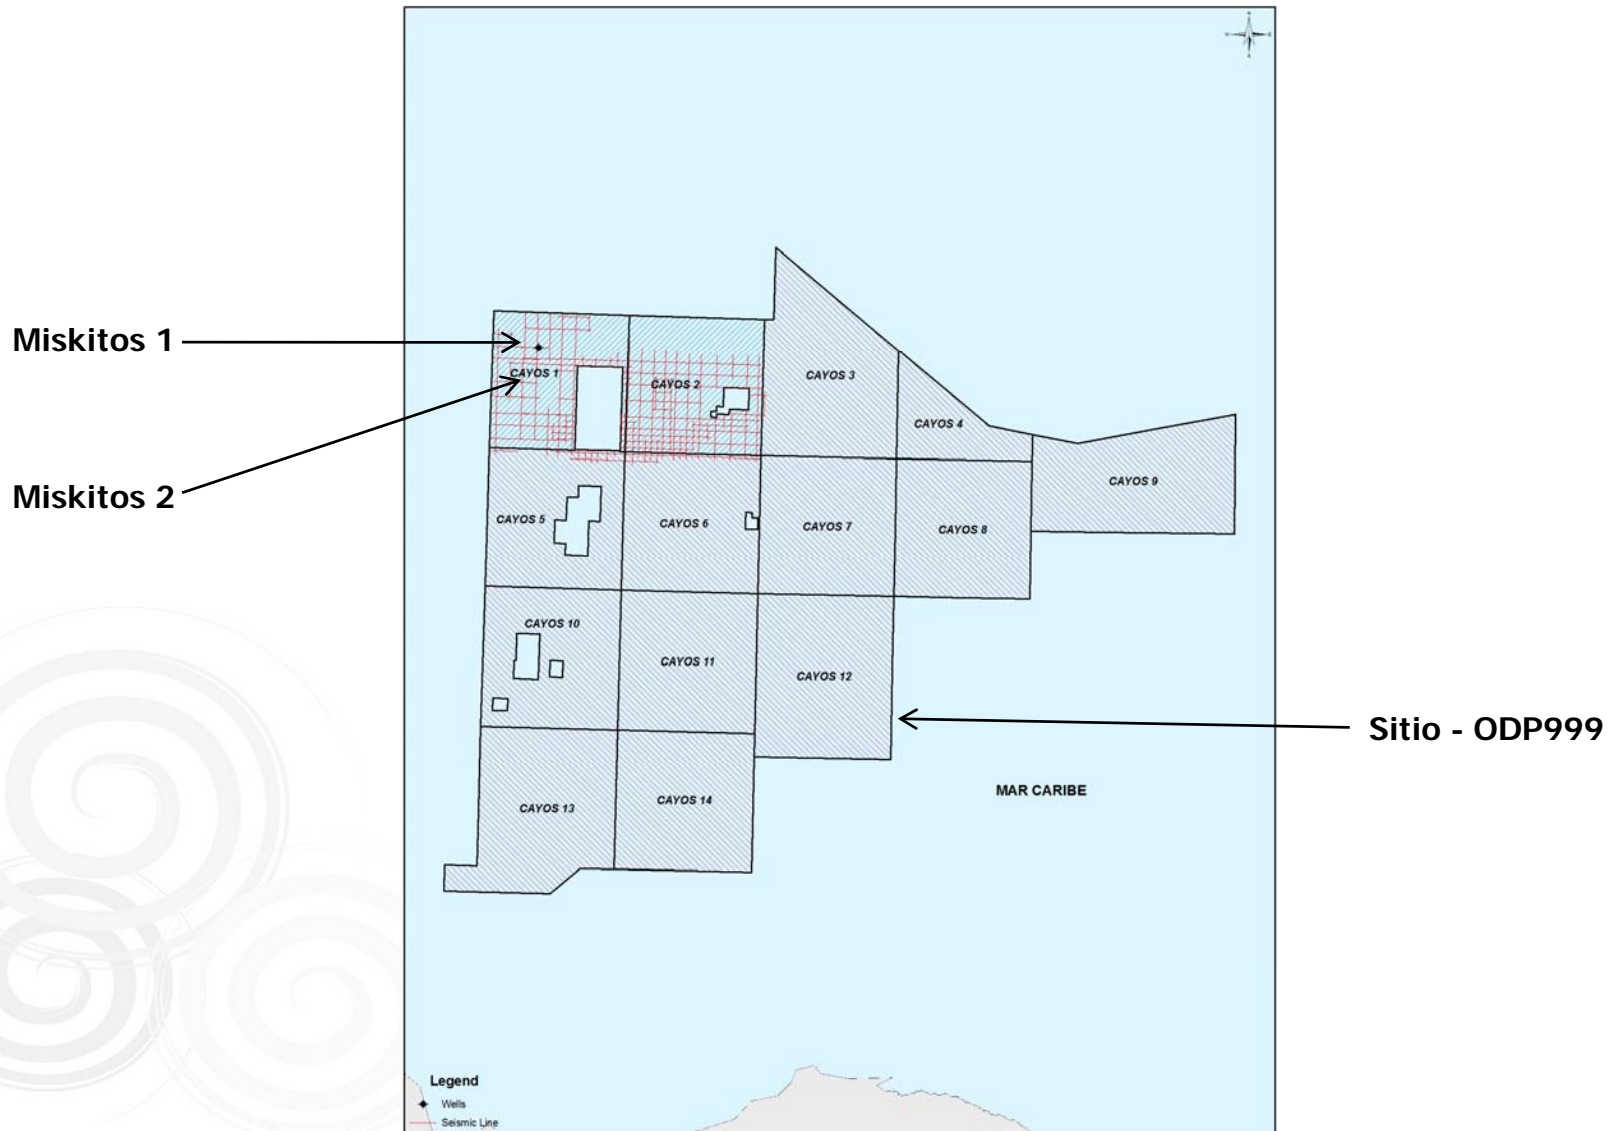 Miskitos 1
Miskitos 2
CAYOS 1
CAYOS 2
CAYOS 3
CAYOS 4
CAYOS 5
CAYOS 6
CAYOS 7
CAYOS 8
CAYOS 9
CAYOS 10
CAYOS 11
CAYOS 12
CAYOS 13
CAYOS 14
Sitio - ODP999
MAR CARIBE
Legend
Wells
Seismic Line